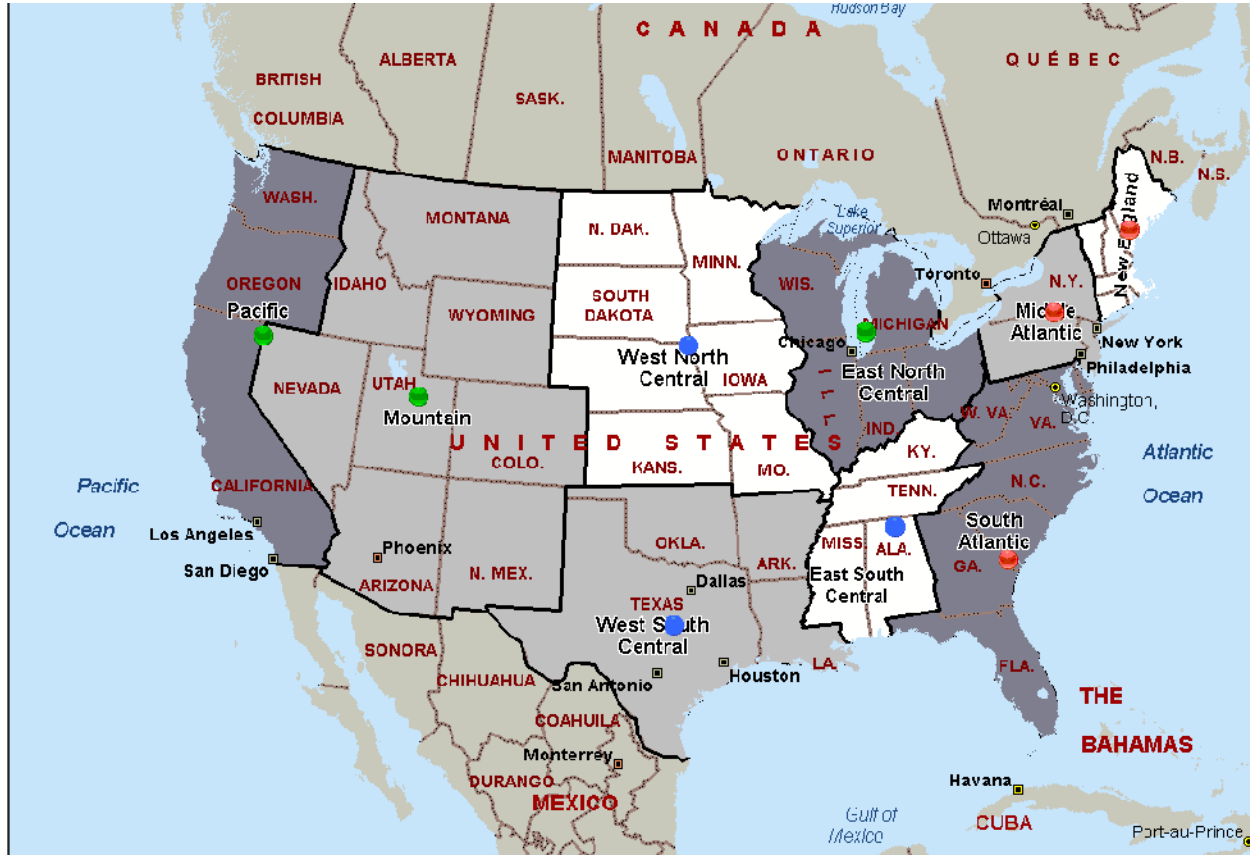 Hudson Bay
C A N A D A
ALBERTA
QUÉBEC
BRITISH
COLUMBIA
SASK.
MANITOBA
ONTARIO
N.B.
N.S.
WASH.
MONTANA
N. DAK.
MINN.
Lake
Superior
Montréal
Ottawa
New England
OREGON
IDAHO
WIS.
Toronto
N.Y.
Pacific
WYOMING
SOUTH
DAKOTA
MICHIGAN
Middle
Atlantic
Chicago
New York
West North
Central
East North
Central
Philadelphia
NEVADA
UTAH
IOWA
ILL
IND.
W. VA.
VA.
Washington,
D.C.
Mountain
U N I T E D S T A T E S
COLO.
KANS.
MO.
KY.
Atlantic
Ocean
Pacific
Ocean
CALIFORNIA
TENN.
N.C.
Los Angeles
San Diego
Phoenix
ARIZONA
N. MEX.
OKLA.
ARK.
MISS.
ALA.
South
Atlantic
GA.
East South
Central
Dallas
TEXAS
West South
Central
SONORA
CHIHUAHUA
San Antonio
Houston
LA.
FLA.
COAHUILA
Monterrey
DURANGO
MEXICO
THE
BAHAMAS
Havana
CUBA
Gulf of
Mexico
Port-au-Prince